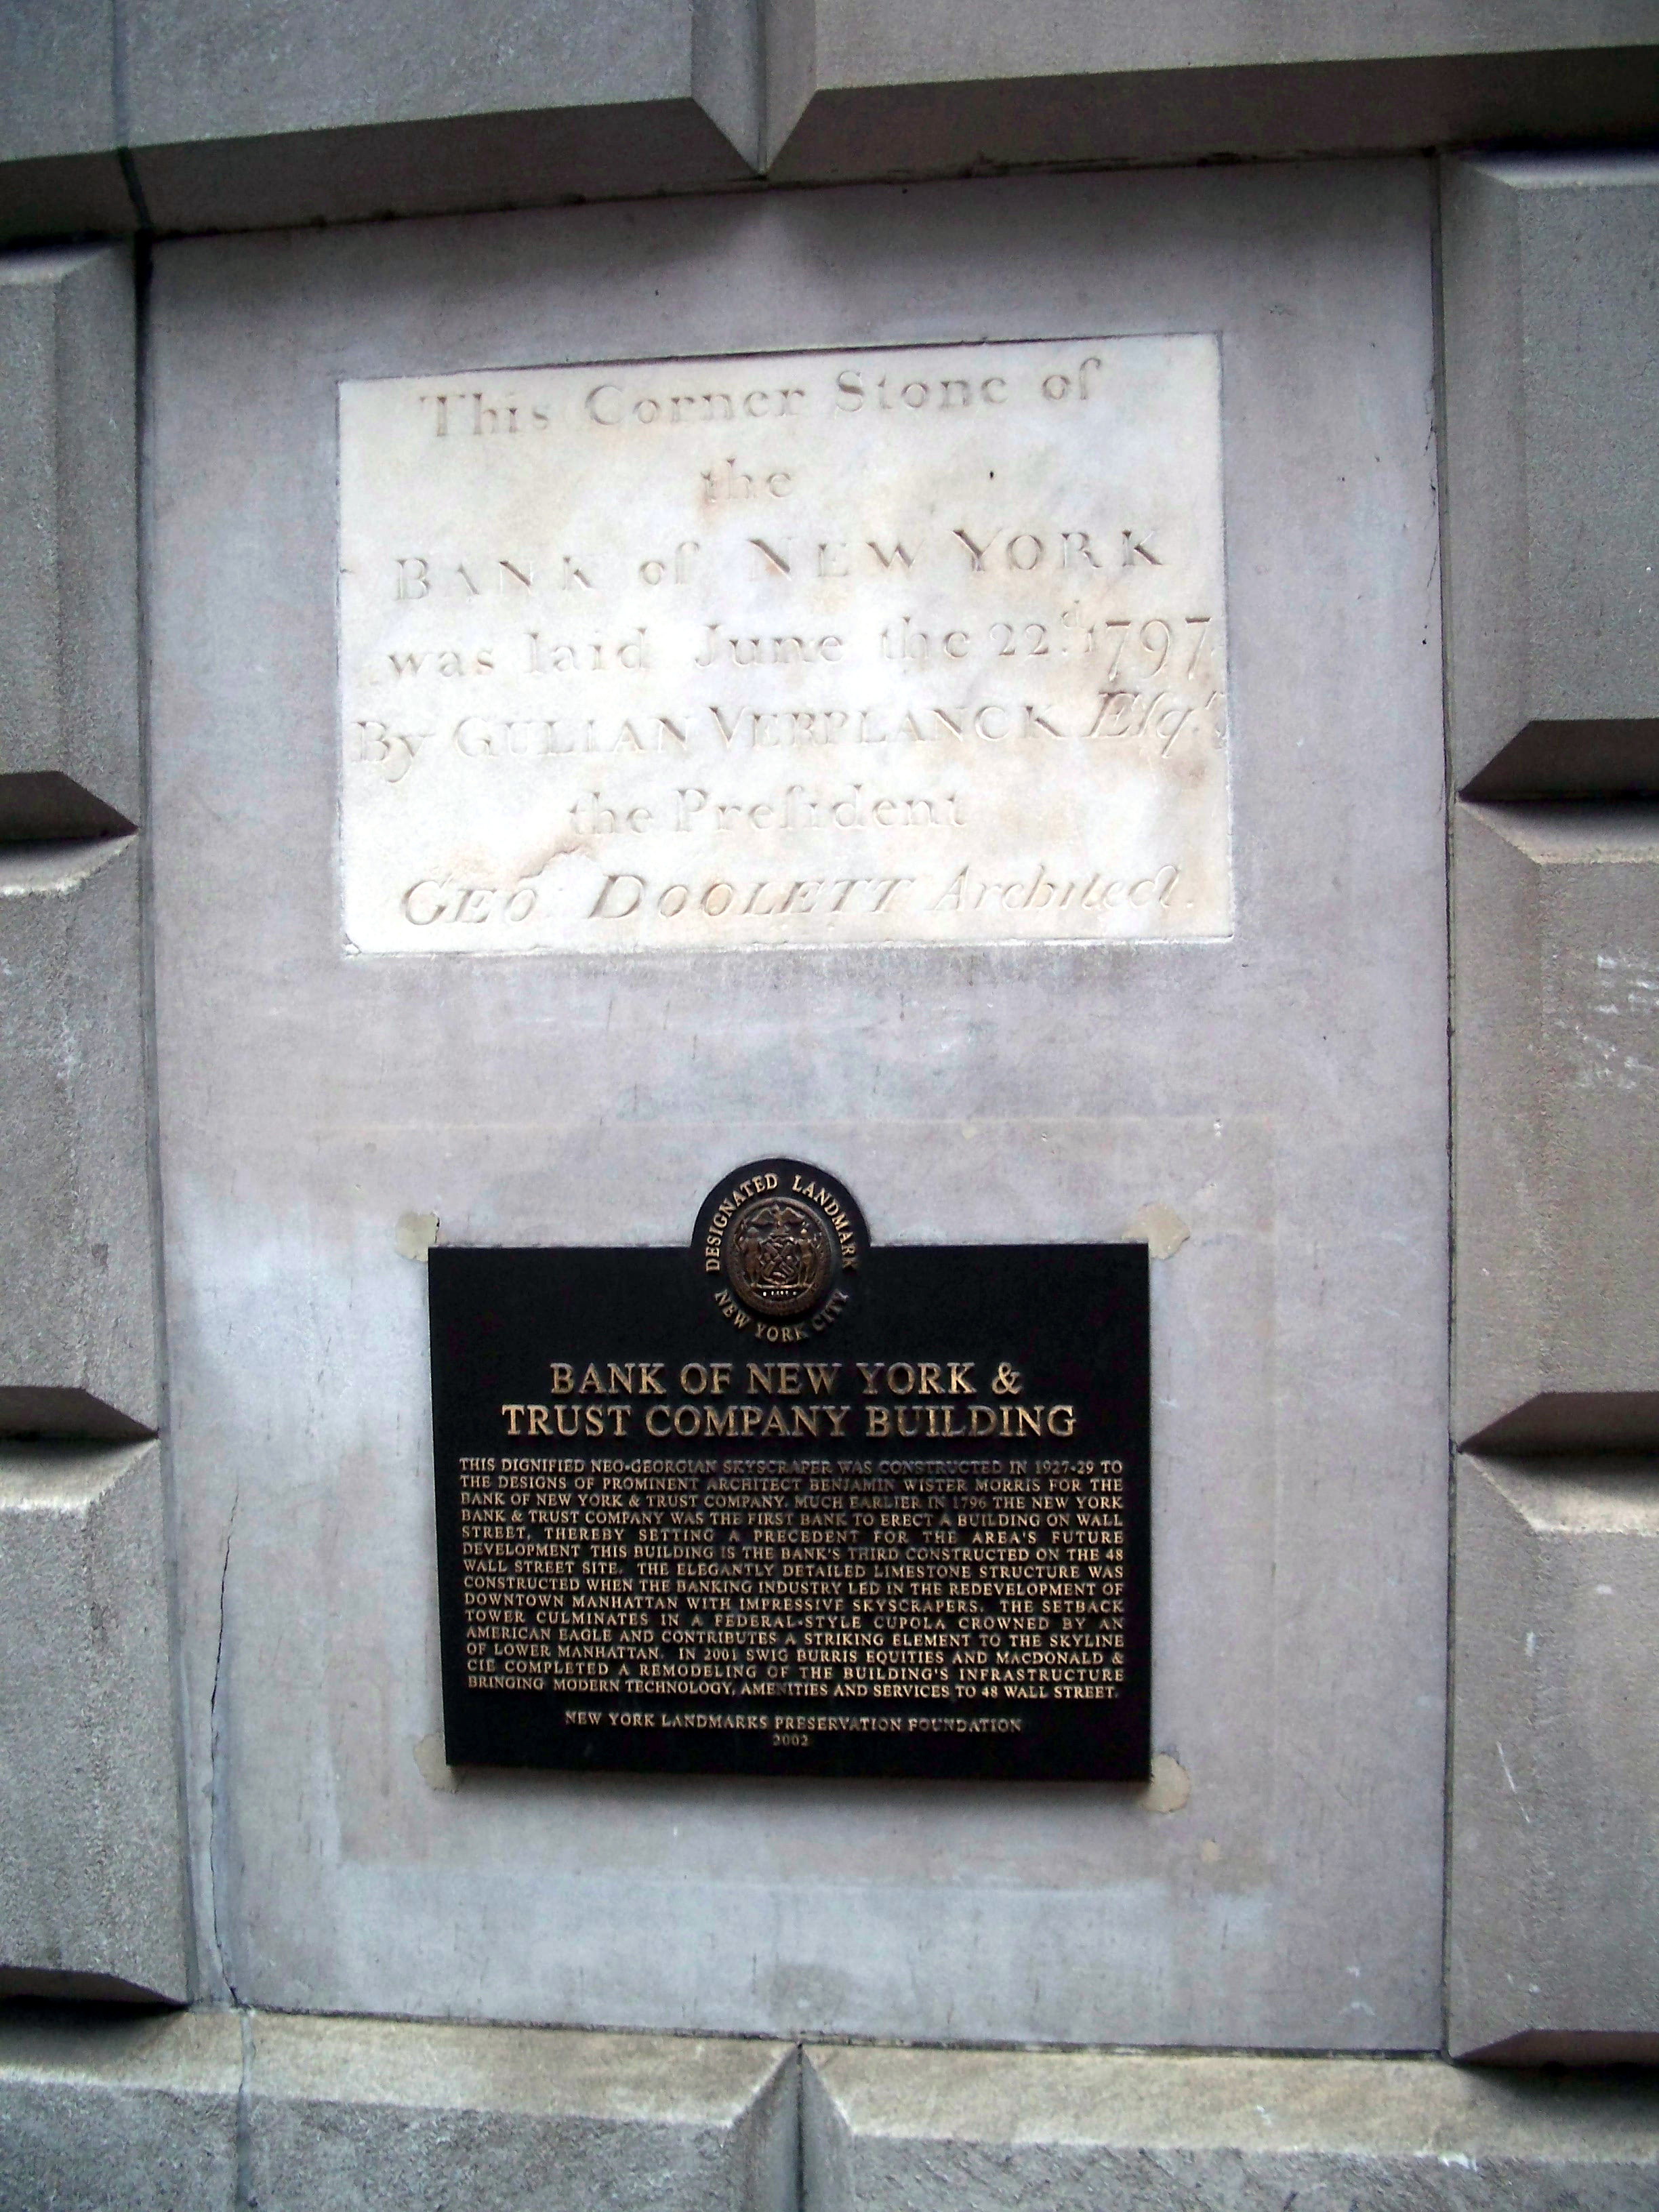 This Corner Stone of
the
BANK of NEW YORK
was laid June the 22.d 1797
By GULIAN VERPLANCK Eſqr.
the Preſident
GEO. DOOLETT Architect.
DESIGNATED LANDMARK
NEW YORK CITY
BANK OF NEW YORK &
TRUST COMPANY BUILDING
THIS DIGNIFIED NEO-GEORGIAN SKYSCRAPER WAS CONSTRUCTED IN 1927-29 TO
THE DESIGNS OF PROMINENT ARCHITECT BENJAMIN WISTER MORRIS FOR THE
BANK OF NEW YORK & TRUST COMPANY. MUCH EARLIER IN 1796 THE NEW YORK
BANK & TRUST COMPANY WAS THE FIRST BANK TO ERECT A BUILDING ON WALL
STREET, THEREBY SETTING A PRECEDENT FOR THE AREA'S FUTURE
DEVELOPMENT THIS BUILDING IS THE BANK'S THIRD CONSTRUCTED ON THE 48
WALL STREET SITE. THE ELEGANTLY DETAILED LIMESTONE STRUCTURE WAS
CONSTRUCTED WHEN THE BANKING INDUSTRY LED IN THE REDEVELOPMENT OF
DOWNTOWN MANHATTAN WITH IMPRESSIVE SKYSCRAPERS. THE SETBACK
TOWER CULMINATES IN A FEDERAL-STYLE CUPOLA CROWNED BY AN
AMERICAN EAGLE AND CONTRIBUTES A STRIKING ELEMENT TO THE SKYLINE
OF LOWER MANHATTAN. IN 2001 SWIG BURRIS EQUITIES AND MACDONALD &
CIE COMPLETED A REMODELING OF THE BUILDING'S INFRASTRUCTURE
BRINGING MODERN TECHNOLOGY, AMENITIES AND SERVICES TO 48 WALL STREET.
NEW YORK LANDMARKS PRESERVATION FOUNDATION
2002